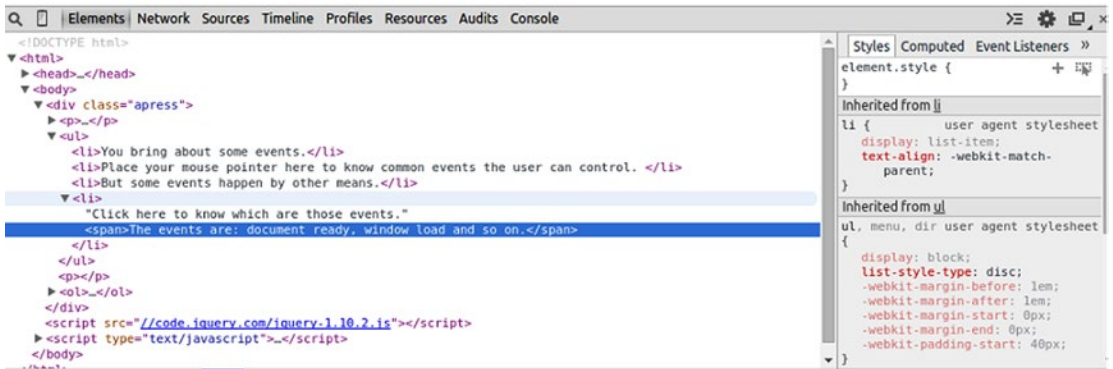 Elements Network Sources Timeline Profiles Resources Audits Console
<!DOCTYPE html>
▼<html>
▶<head>…</head>
▼<body>
▼<div class="apress">
▶<p>…</p>
▼<ul>
<li>You bring about some events.</li>
<li>Place your mouse pointer here to know common events the user can control. </li>
<li>But some events happen by other means.</li>
▼<li>
"Click here to know which are those events."
<span>The events are: document ready, window load and so on.</span>
</li>
</ul>
<p></p>
▶<ol>…</ol>
</div>
<script src="//code.jquery.com/jquery-1.10.2.js"></script>
▶<script type="text/javascript">…</script>
</body>
</html>
Styles Computed Event Listeners »
element.style {
}
Inherited from li
li { user agent stylesheet
display: list-item;
text-align: -webkit-match-
parent;
}
Inherited from ul
ul, menu, dir user agent stylesheet
{
display: block;
list-style-type: disc;
-webkit-margin-before: 1em;
-webkit-margin-after: 1em;
-webkit-margin-start: 0px;
-webkit-margin-end: 0px;
-webkit-padding-start: 40px;
}